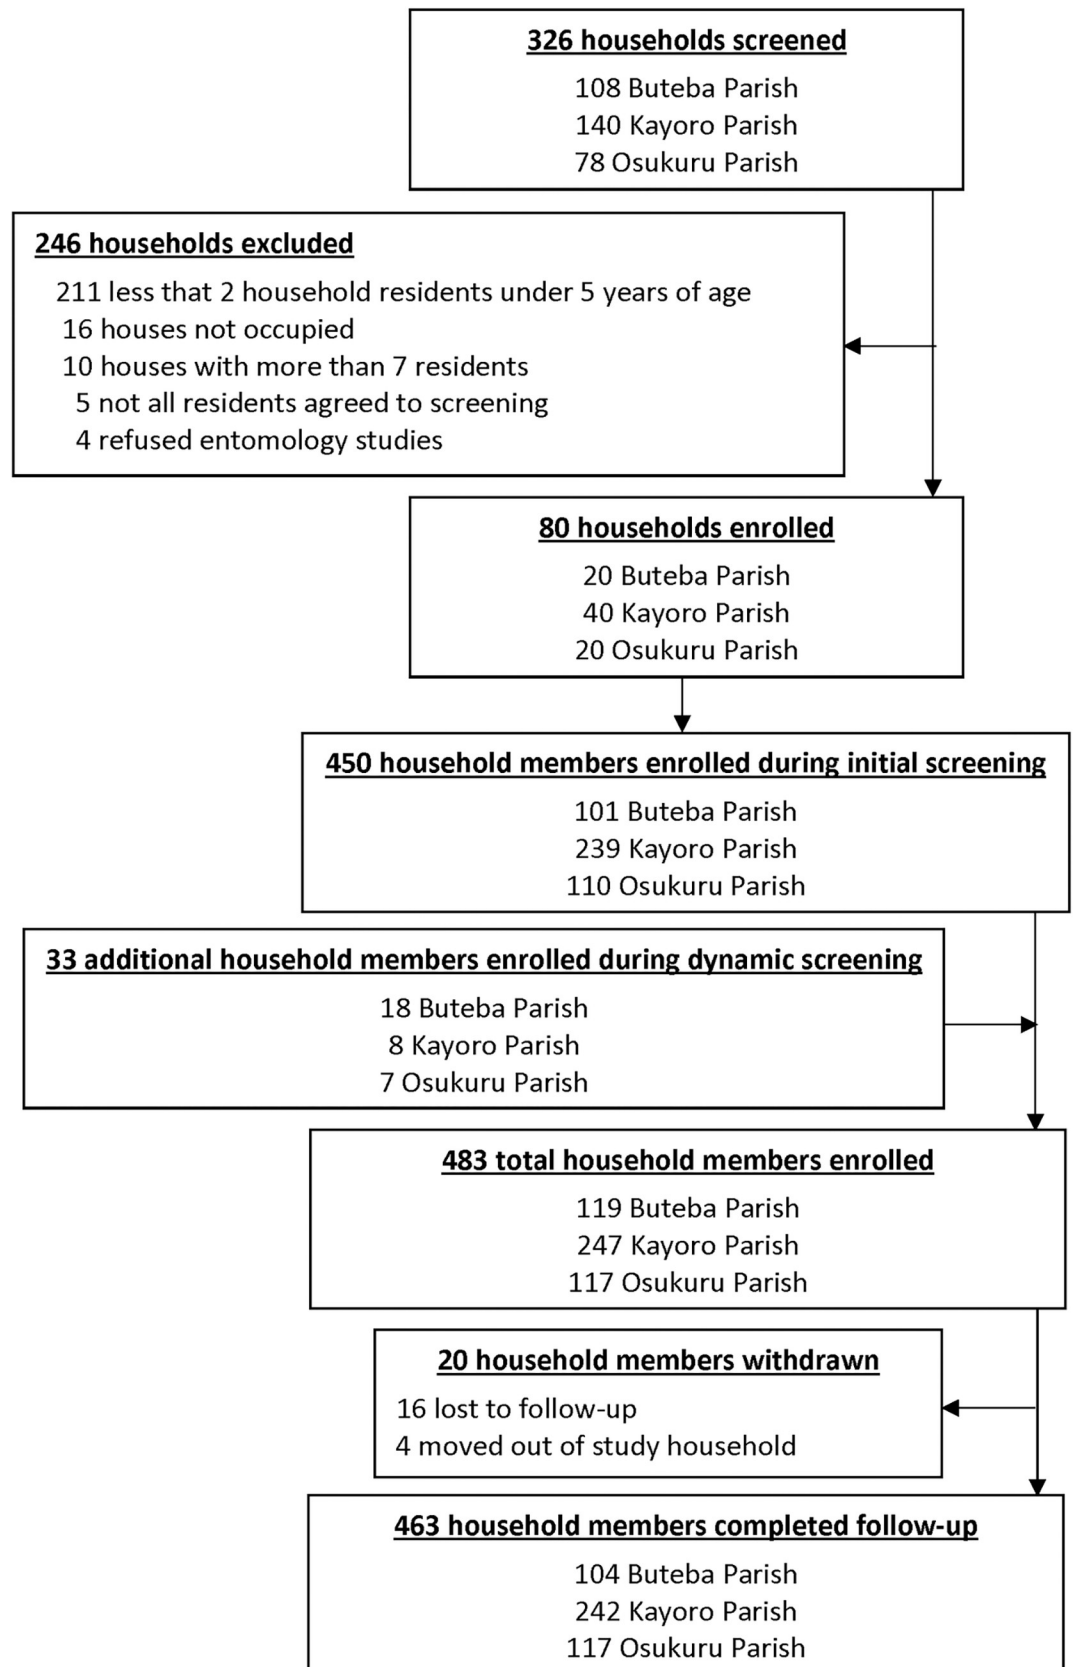 326 households screened
108 Buteba Parish
140 Kayoro Parish
78 Osukuru Parish
246 households excluded
211 less that 2 household residents under 5 years of age
16 houses not occupied
10 houses with more than 7 residents
5 not all residents agreed to screening
4 refused entomology studies
80 households enrolled
20 Buteba Parish
40 Kayoro Parish
20 Osukuru Parish
450 household members enrolled during initial screening
101 Buteba Parish
239 Kayoro Parish
110 Osukuru Parish
33 additional household members enrolled during dynamic screening
18 Buteba Parish
8 Kayoro Parish
7 Osukuru Parish
483 total household members enrolled
119 Buteba Parish
247 Kayoro Parish
117 Osukuru Parish
20 household members withdrawn
16 lost to follow-up
4 moved out of study household
463 household members completed follow-up
104 Buteba Parish
242 Kayoro Parish
117 Osukuru Parish